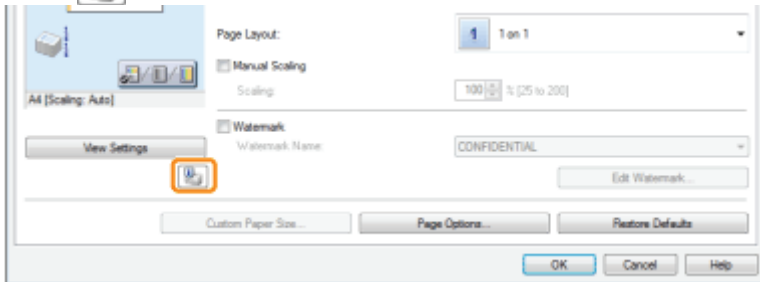 Page Layout:
1 1 on 1
Manual Scaling
Scaling: 100 % [25 to 200]
A4 [Scaling: Auto]
Watermark
View Settings
Watermark Name: CONFIDENTIAL
Edit Watermark...
Custom Paper Size... Page Options... Restore Defaults
OK Cancel Help